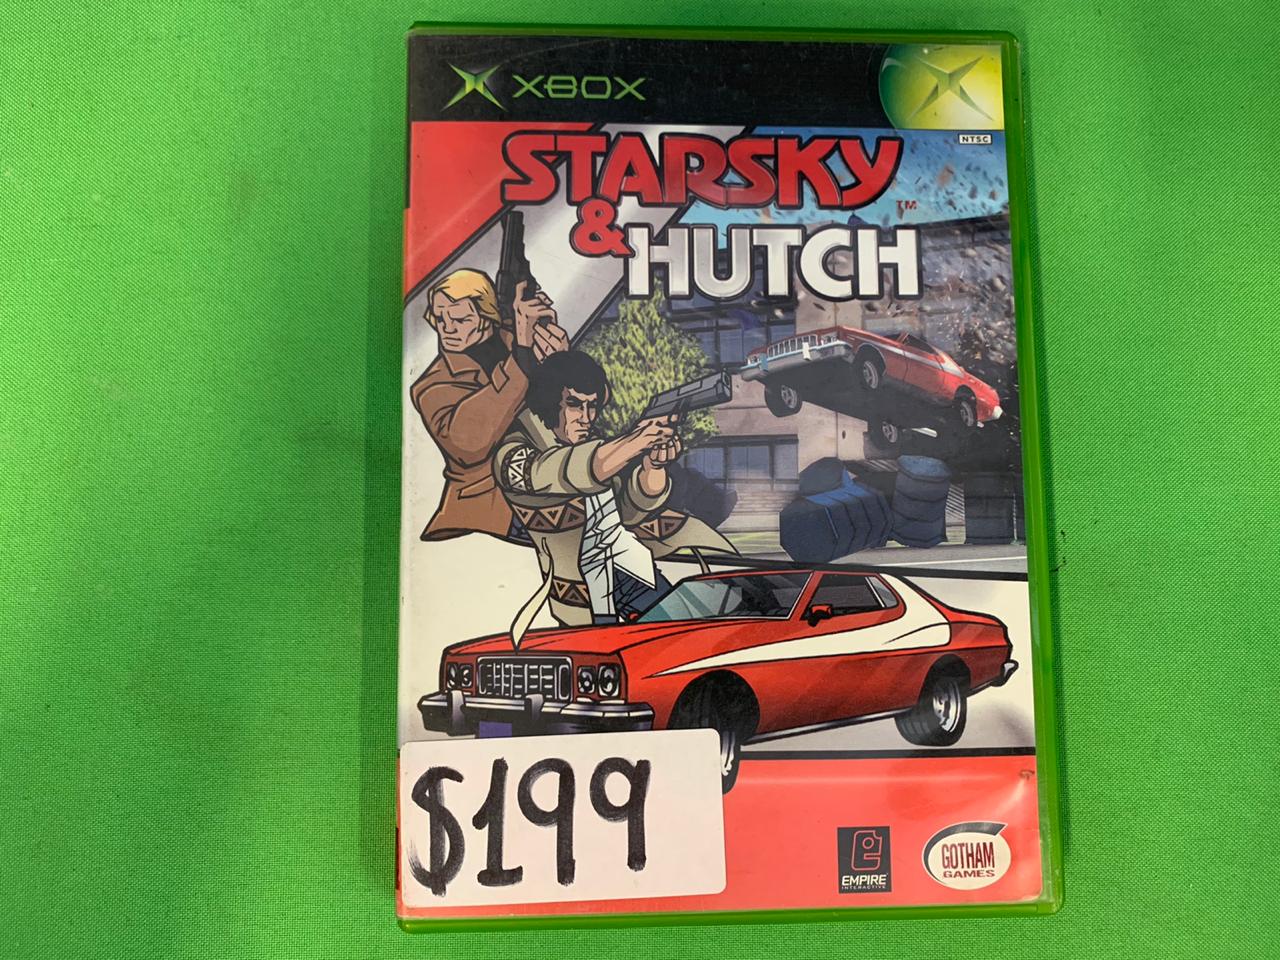 XBOX
NTSC
STARSKY
™
& HUTCH
$199
EMPIRE
INTERACTIVE
GOTHAM
GAMES